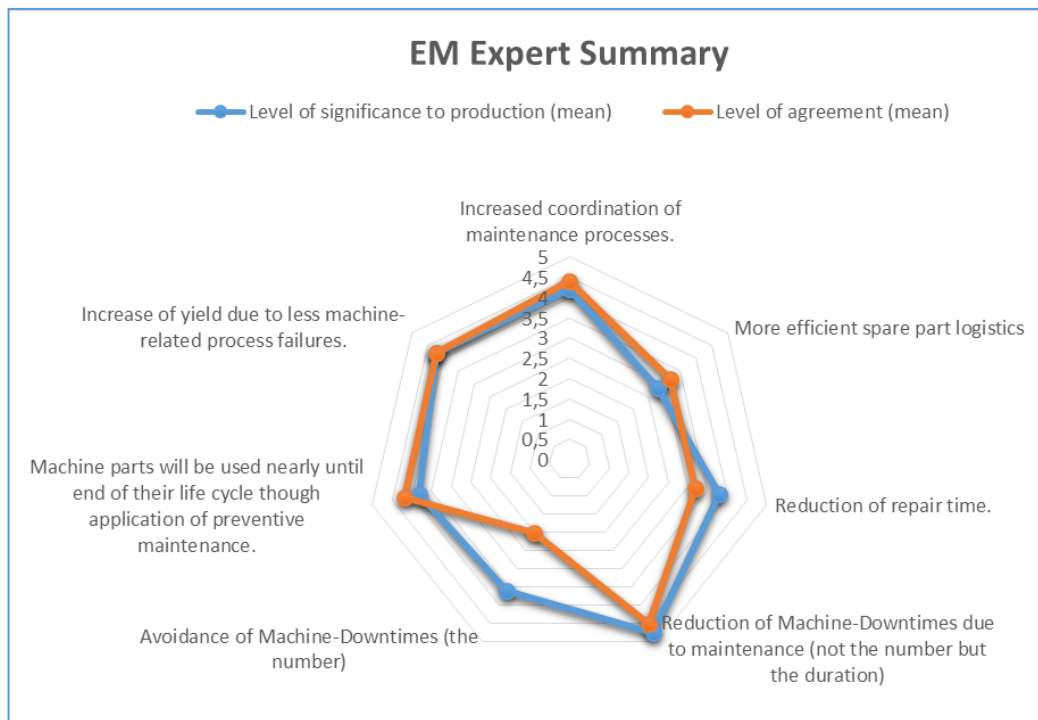 EM Expert Summary
Level of significance to production (mean)
Level of agreement (mean)
Increased coordination of
maintenance processes.
5
4,5
4
3,5
3
2,5
2
1,5
1
0,5
0
More efficient spare part logistics
Reduction of repair time.
Reduction of Machine-Downtimes due
to maintenance (not the number but
the duration)
Avoidance of Machine-Downtimes (the
number)
Machine parts will be used nearly until
end of their life cycle though
application of preventive
maintenance.
Increase of yield due to less machine-
related process failures.